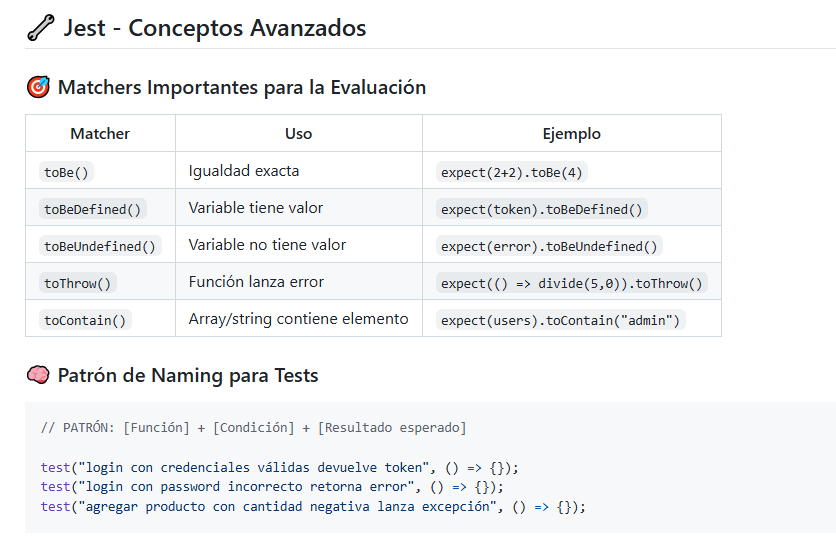 Jest - Conceptos Avanzados
Matchers Importantes para la Evaluación
Matcher Uso Ejemplo
toBe() Igualdad exacta expect(2+2).toBe(4)
toBeDefined() Variable tiene valor expect(token).toBeDefined()
toBeUndefined() Variable no tiene valor expect(error).toBeUndefined()
toThrow() Función lanza error expect(() => divide(5,0)).toThrow()
toContain() Array/string contiene elemento expect(users).toContain("admin")
Patrón de Naming para Tests
// PATRÓN: [Función] + [Condición] + [Resultado esperado]
test("login con credenciales válidas devuelve token", () => {});
test("login con password incorrecto retorna error", () => {});
test("agregar producto con cantidad negativa lanza excepción", () => {});